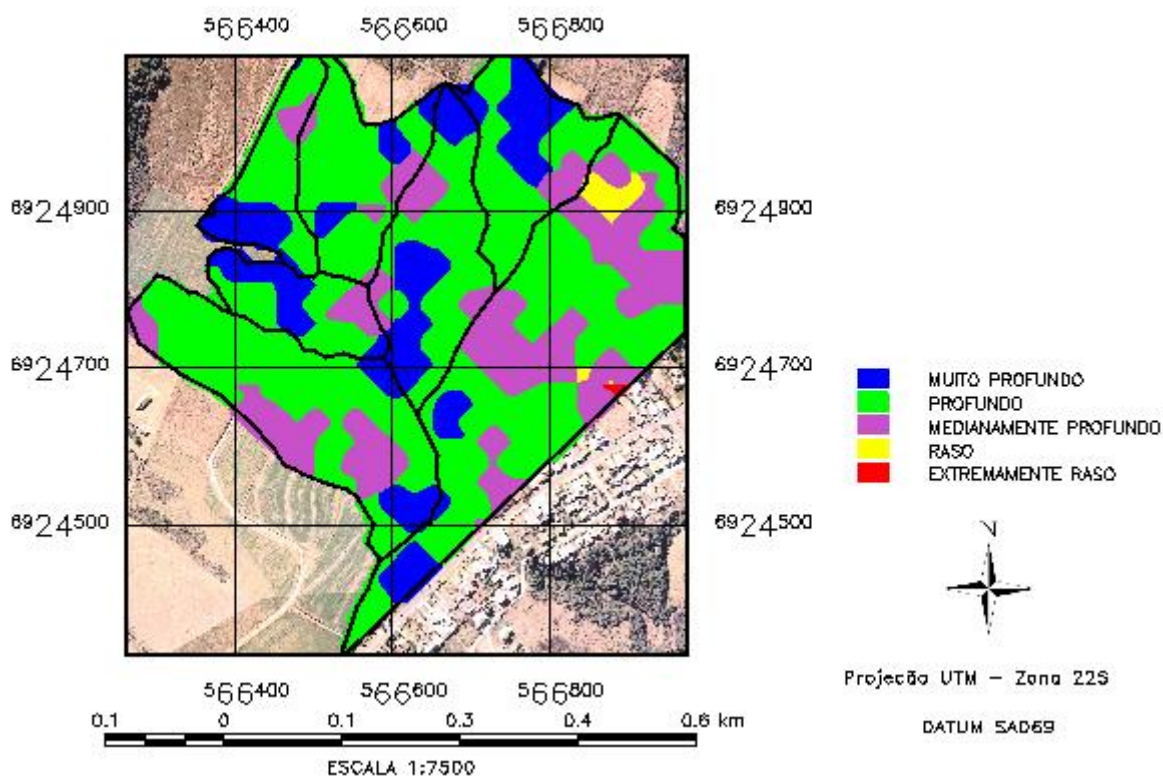 566400 566600 566800
6924900 6924900
6924700 6924700
MUITO PROFUNDO
PROFUNDO
MEDIANAMENTE PROFUNDO
RASO
EXTREMAMENTE RASO
6924500 6924500
N
566400 566600 566800
Projecão UTM - Zona 22S
0.1 0 0.1 0.3 0.4 0.6 km
DATUM SAD69
ESCALA 1:7500